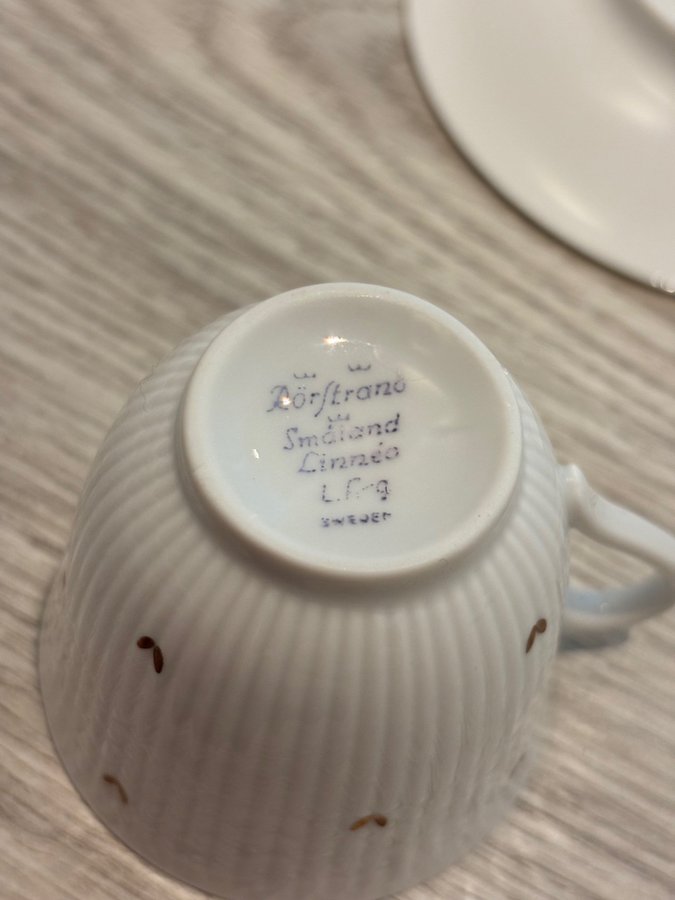 Rörstrand
Småland
Linnéa
SWEDEN